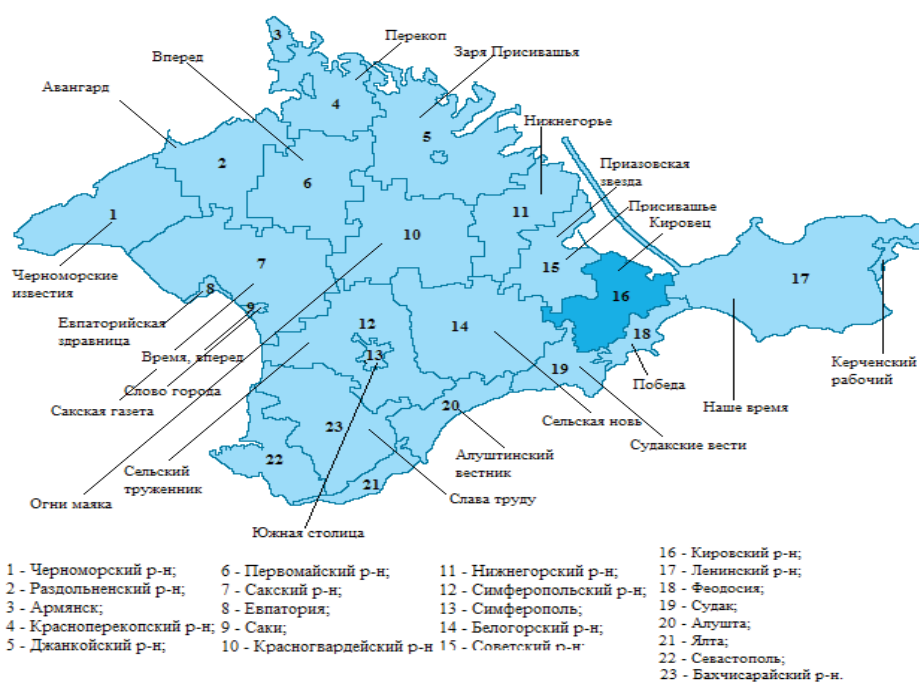 3
Перекоп
Вперед
Заря Присивашья
Авангард
4
5
Нижнегорье
2
Приазовская
звезда
6
Присивашье
11
Кировец
1
10
7
15
17
Черноморские
известия
8
16
9
Евпаторийская
здравница
12
14
18
Время, вперед
13
19
Победа
Керченский
рабочий
Слово города
Сакская газета
20
Наше время
23
Сельская новь
Судакские вести
22
Сельский
труженник
Алуштинский
вестник
21
Слава труду
Огни маяка
Южная столица
1 - Черноморский р-н;
2 - Раздольненский р-н;
3 - Армянск;
4 - Красноперекопский р-н;
5 - Джанкойский р-н;
6 - Первомайский р-н;
7 - Сакский р-н;
8 - Евпатория;
9 - Саки;
10 - Красногвардейский р-н
11 - Нижнегорский р-н;
12 - Симферопольский р-н;
13 - Симферополь;
14 - Белогорский р-н;
15 - Советский р-н;
16 - Кировский р-н;
17 - Ленинский р-н;
18 - Феодосия;
19 - Судак;
20 - Алушта;
21 - Ялта;
22 - Севастополь;
23 - Бахчисарайский р-н.